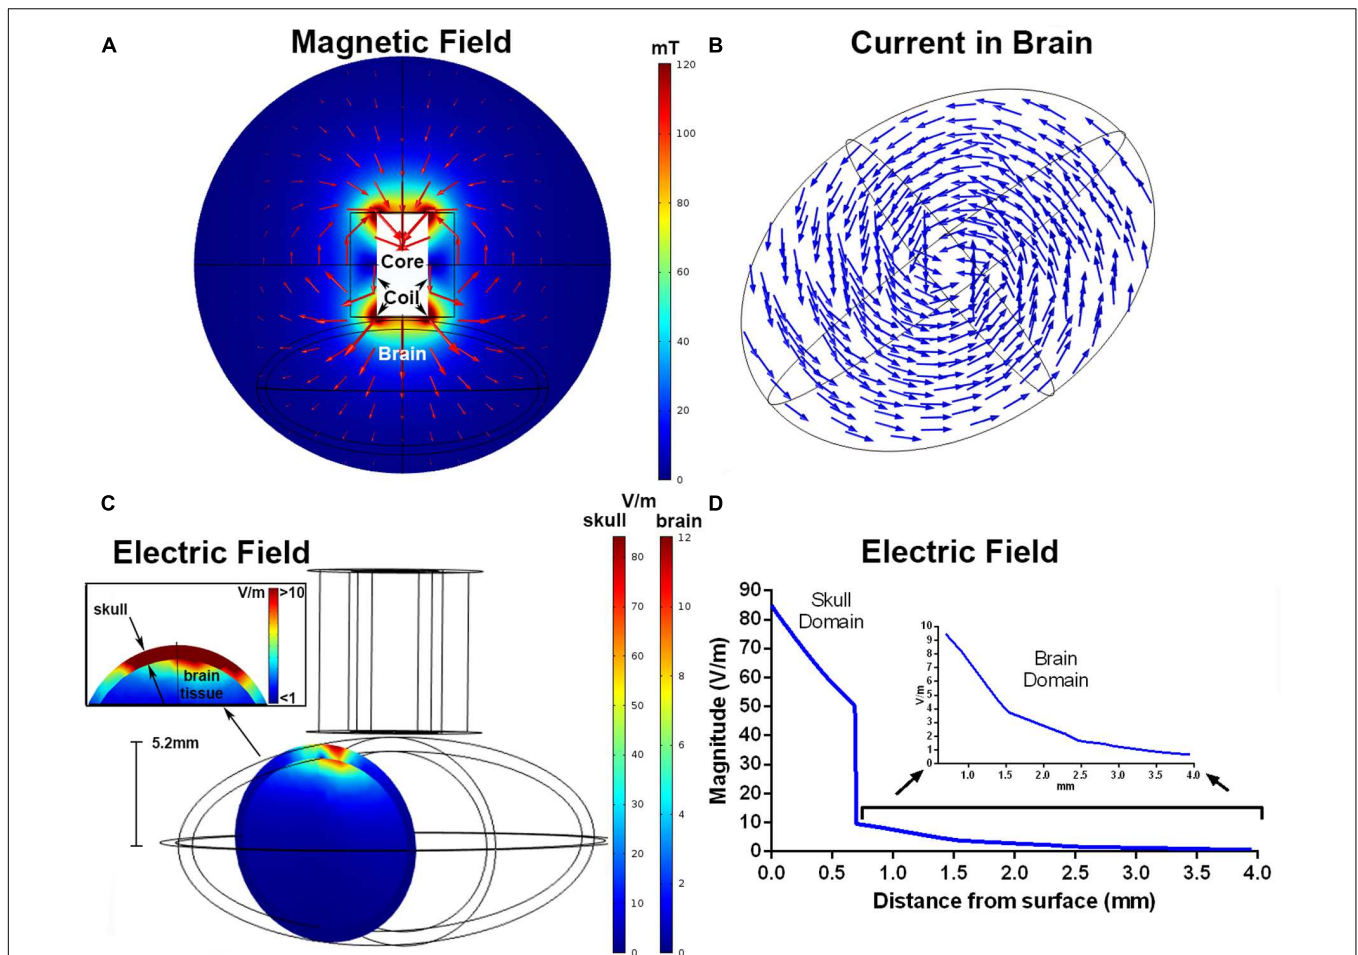 A
Magnetic Field
mT
120
100
80
60
40
20
0
Core
Coil
Brain
B
Current in Brain
C
Electric Field
V/m
skull
brain
80
70
60
50
40
30
20
10
0
12
10
8
6
4
2
0
V/m
>10
<1
skull
brain
tissue
5.2mm
D
Electric Field
Magnitude (V/m)
90
80
70
60
50
40
30
20
10
0
0.0 0.5 1.0 1.5 2.0 2.5 3.0 3.5 4.0
Distance from surface (mm)
Skull
Domain
Brain
Domain
V/m
10
9
8
7
6
5
4
3
2
1
0
1.0 1.5 2.0 2.5 3.0 3.5 4.0
mm